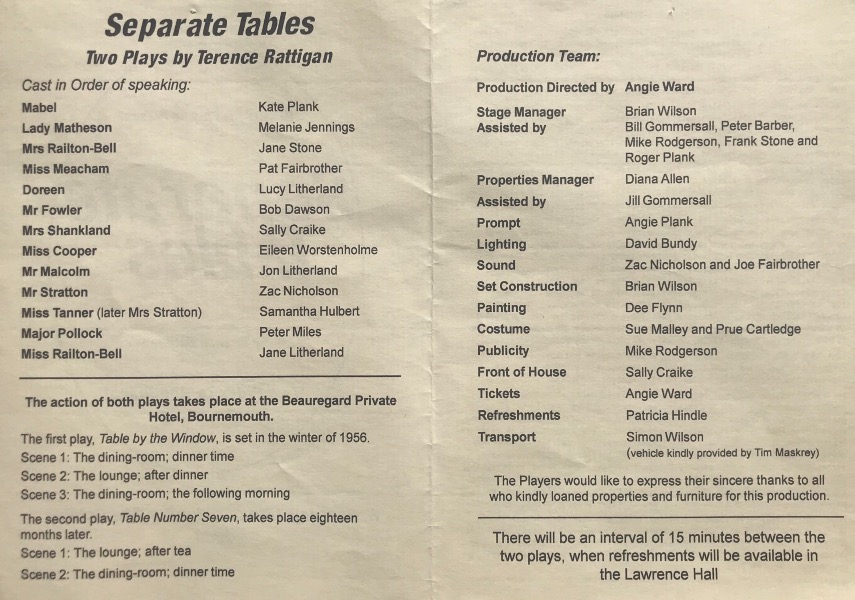 Separate Tables
Two Plays by Terence Rattigan
Cast in Order of speaking:
Mabel Kate Plank
Lady Matheson Melanie Jennings
Mrs Railton-Bell Jane Stone
Miss Meacham Pat Fairbrother
Doreen Lucy Litherland
Mr Fowler Bob Dawson
Mrs Shankland Sally Craike
Miss Cooper Eileen Worstenholme
Mr Malcolm Jon Litherland
Mr Stratton Zac Nicholson
Miss Tanner (later Mrs Stratton) Samantha Hulbert
Major Pollock Peter Miles
Miss Railton-Bell Jane Litherland
The action of both plays takes place at the Beauregard Private
Hotel, Bournemouth.
The first play, Table by the Window, is set in the winter of 1956.
Scene 1: The dining-room; dinner time
Scene 2: The lounge; after dinner
Scene 3: The dining-room; the following morning
The second play, Table Number Seven, takes place eighteen
months later.
Scene 1: The lounge; after tea
Scene 2: The dining-room; dinner time
Production Team:
Production Directed by Angie Ward
Stage Manager Brian Wilson
Assisted by Bill Gommersall, Peter Barber,
Mike Rodgerson, Frank Stone and
Roger Plank
Properties Manager Diana Allen
Assisted by Jill Gommersall
Prompt Angie Plank
Lighting David Bundy
Sound Zac Nicholson and Joe Fairbrother
Set Construction Brian Wilson
Painting Dee Flynn
Costume Sue Malley and Prue Cartledge
Publicity Mike Rodgerson
Front of House Sally Craike
Tickets Angie Ward
Refreshments Patricia Hindle
Transport Simon Wilson
(vehicle kindly provided by Tim Maskrey)
The Players would like to express their sincere thanks to all
who kindly loaned properties and furniture for this production.
There will be an interval of 15 minutes between the
two plays, when refreshments will be available in
the Lawrence Hall